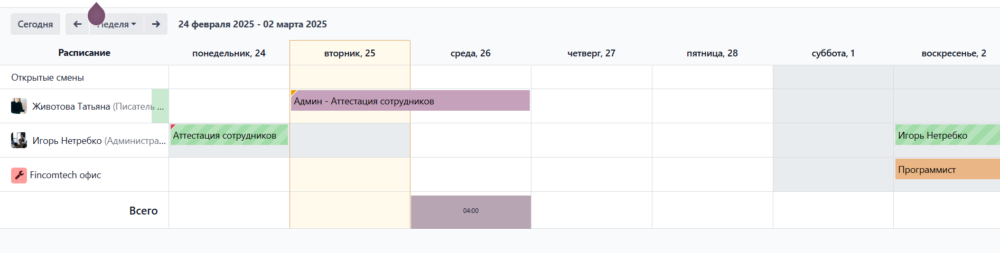 Сегодня
Неделя
24 февраля 2025 - 02 марта 2025
Расписание понедельник, 24 вторник, 25 среда, 26 четверг, 27 пятница, 28 суббота, 1 воскресенье, 2
Открытые смены
Животова Татьяна (Писатель ...
Админ - Аттестация сотрудников
Игорь Нетребко (Администра...
Аттестация сотрудников
Игорь Нетребко
Fincomtech офис
Программист
Всего
04:00